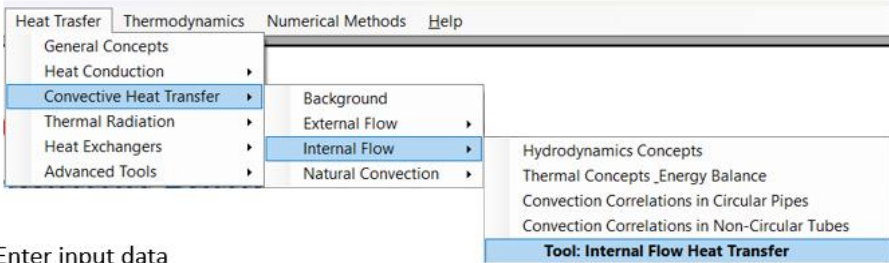 Heat Trasfer Thermodynamics Numerical Methods Help
General Concepts
Heat Conduction
Convective Heat Transfer
Thermal Radiation
Heat Exchangers
Advanced Tools
Background
External Flow
Internal Flow
Natural Convection
Hydrodynamics Concepts
Thermal Concepts _Energy Balance
Convection Correlations in Circular Pipes
Convection Correlations in Non-Circular Tubes
Tool: Internal Flow Heat Transfer
Enter input data